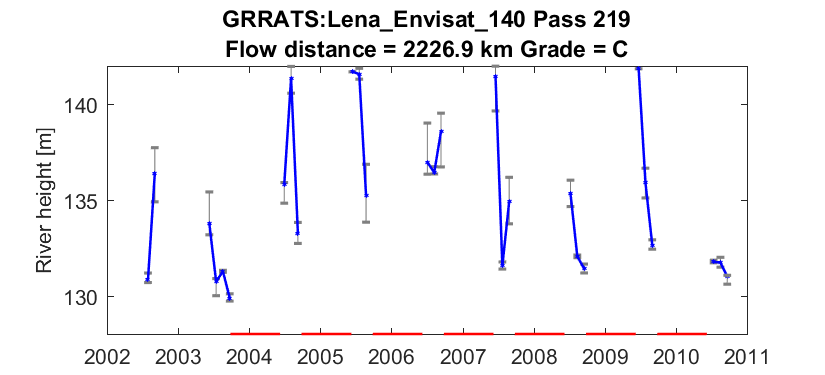 GRRATS:Lena_Envisat_140 Pass 219
Flow distance = 2226.9 km Grade = C
River height [m]
140
135
130
2002 2003 2004 2005 2006 2007 2008 2009 2010 2011